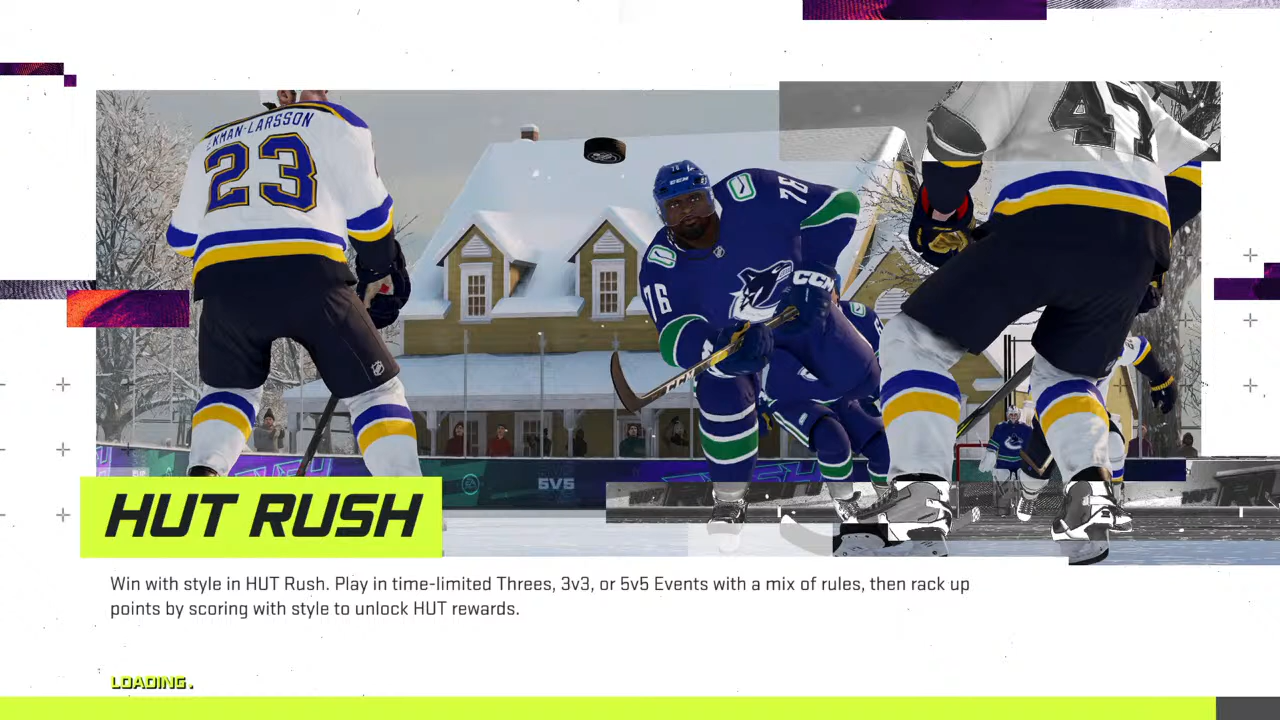 EKMAN-LARSSON
23
47
76
76
CCM
CCM
5V5
HUT RUSH
Win with style in HUT Rush. Play in time-limited Threes, 3v3, or 5v5 Events with a mix of rules, then rack up
points by scoring with style to unlock HUT rewards.
LOADING.